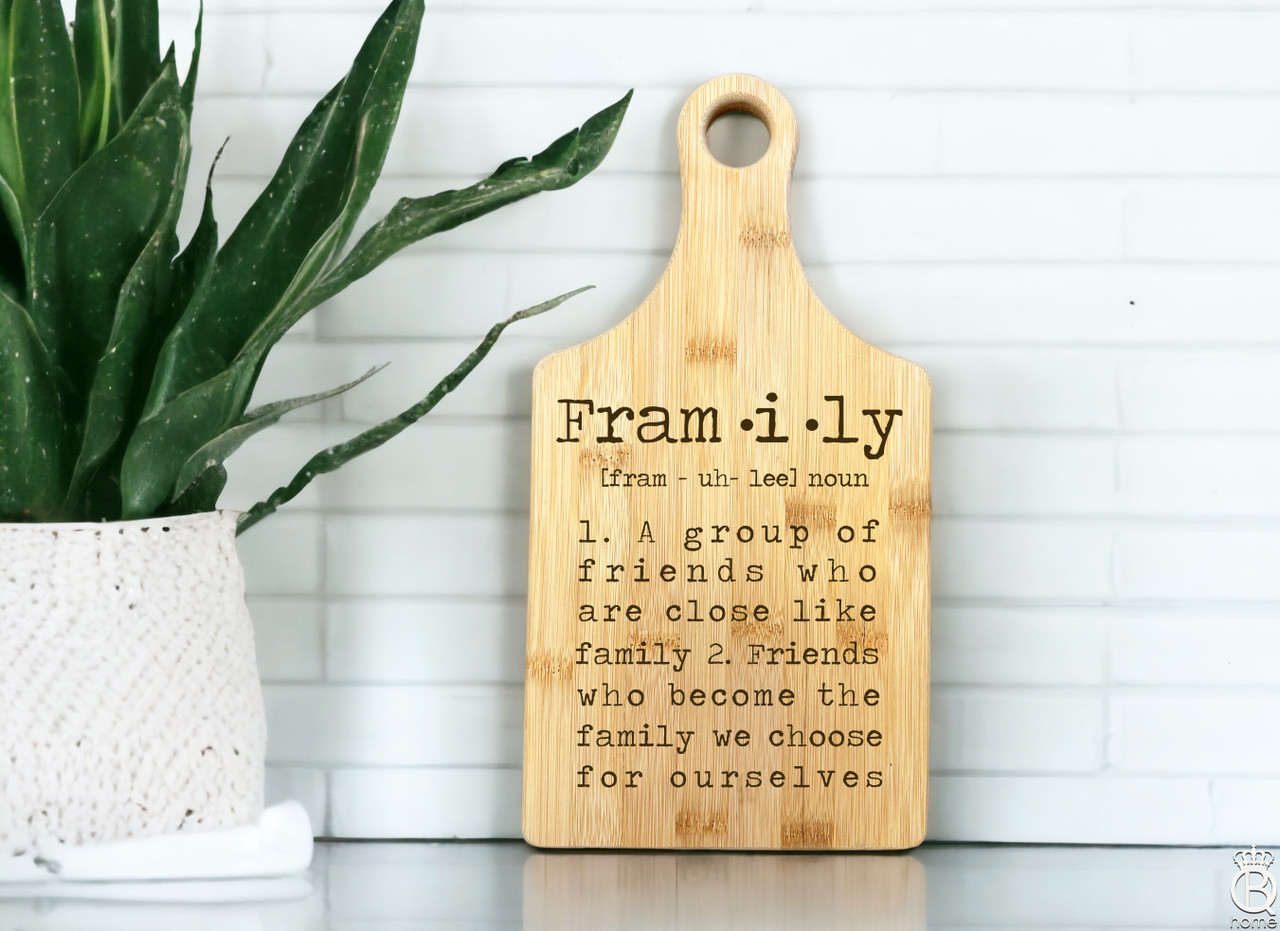 Fram·i·ly
[fram - uh- lee] noun
1. A group of
friends who
are close like
family 2. Friends
who become the
family we choose
for ourselves
BQ
home